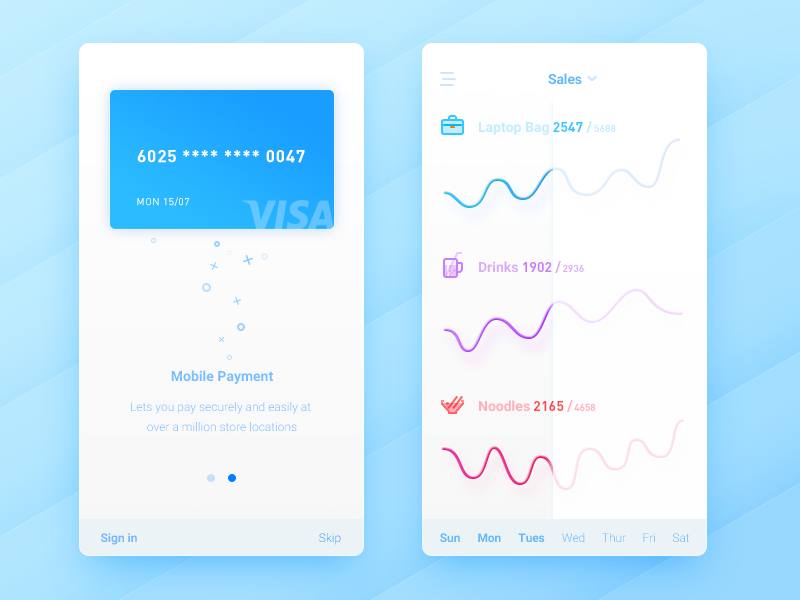 6025 **** **** 0047
MON 15/07
VISA
Mobile Payment
Lets you pay securely and easily at
over a million store locations
Sign in
Skip
Sales
Laptop Bag 2547 / 5688
Drinks 1902 / 2936
Noodles 2165 / 4658
Sun Mon Tues Wed Thur Fri Sat